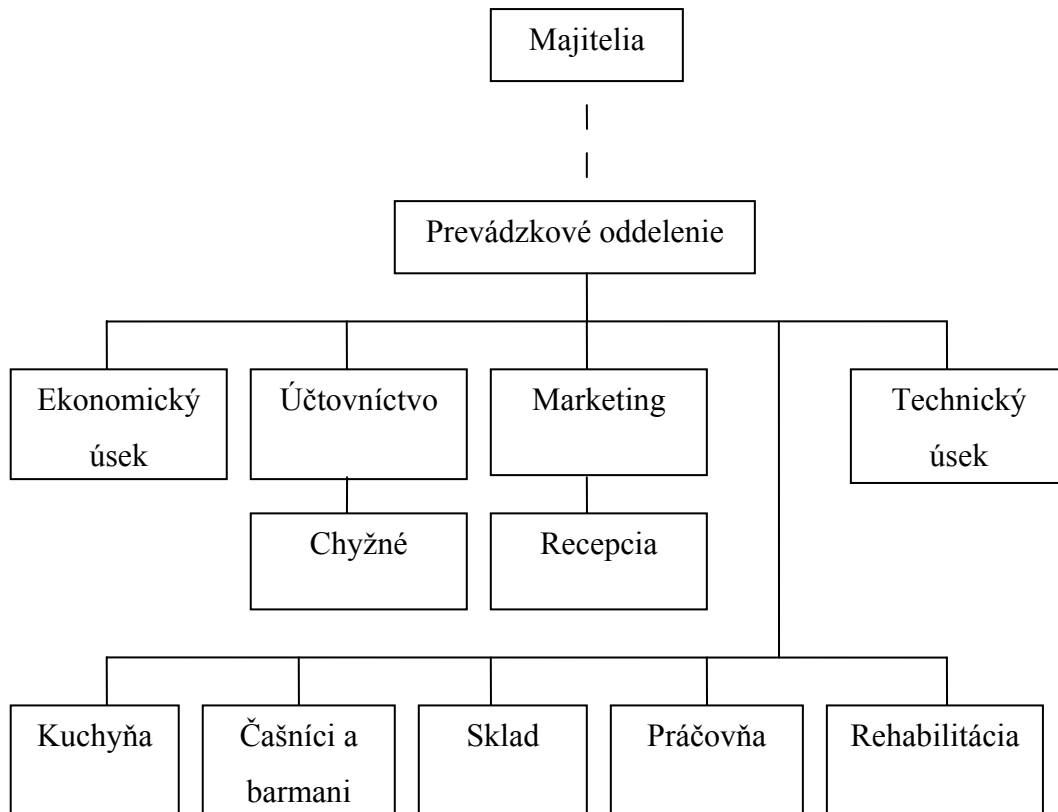 Majitelia
Prevádzkové oddelenie
Ekonomický
úsek
Účtovníctvo
Marketing
Technický
úsek
Chyžné
Recepcia
Kuchyňa
Čašníci a
barmani
Sklad
Práčovňa
Rehabilitácia